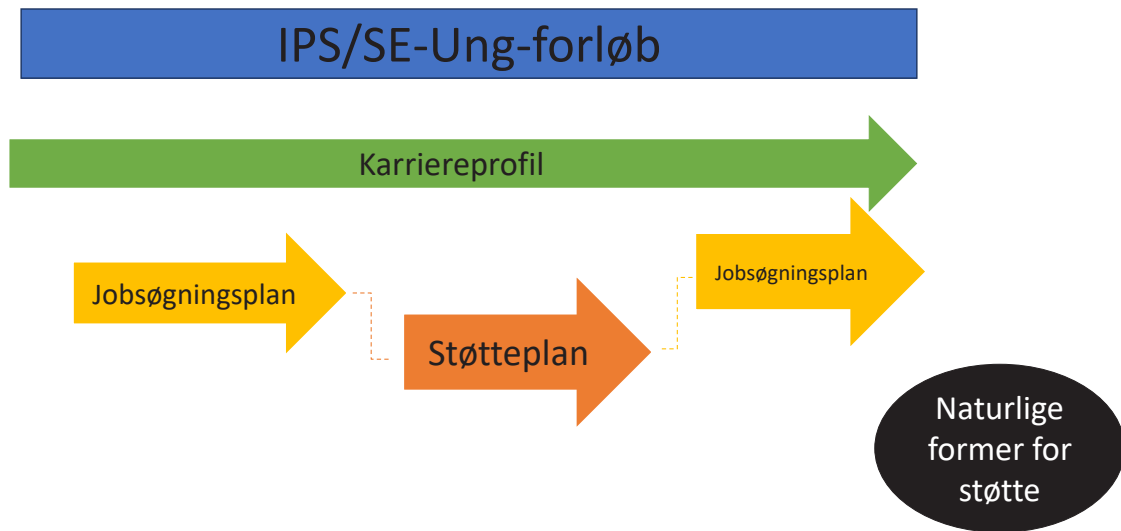 IPS/SE-Ung-forløb
Karriereprofil
Jobsøgningsplan
Støtteplan
Jobsøgningsplan
Naturlige
former for
støtte